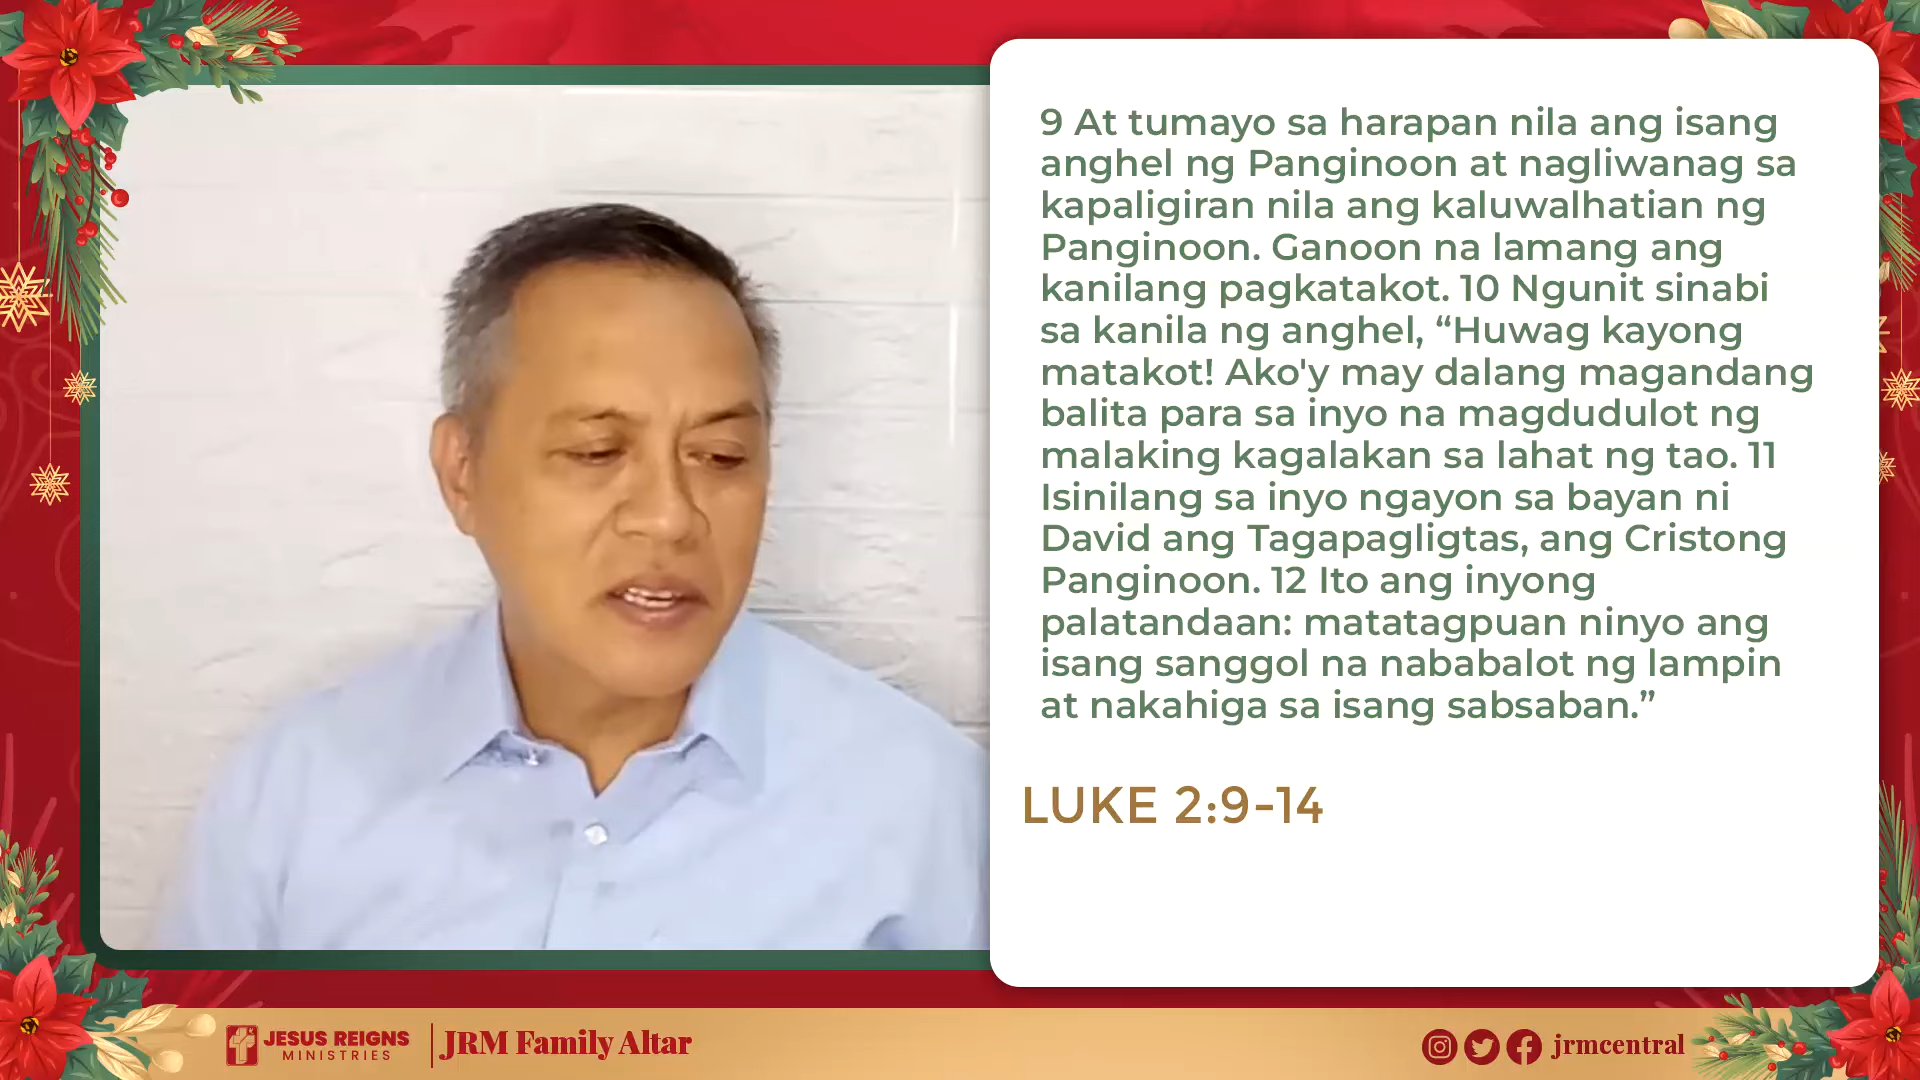 9 At tumayo sa harapan nila ang isang
anghel ng Panginoon at nagliwanag sa
kapaligiran nila ang kaluwalhatian ng
Panginoon. Ganoon na lamang ang
kanilang pagkatakot. 10 Ngunit sinabi
sa kanila ng anghel, “Huwag kayong
matakot! Ako'y may dalang magandang
balita para sa inyo na magdudulot ng
malaking kagalakan sa lahat ng tao. 11
Isinilang sa inyo ngayon sa bayan ni
David ang Tagapagligtas, ang Cristong
Panginoon. 12 Ito ang inyong
palatandaan: matatagpuan ninyo ang
isang sanggol na nababalot ng lampin
at nakahiga sa isang sabsaban.”
LUKE 2:9-14
JESUS REIGNS
MINISTRIES
JRM Family Altar
jrmcentral